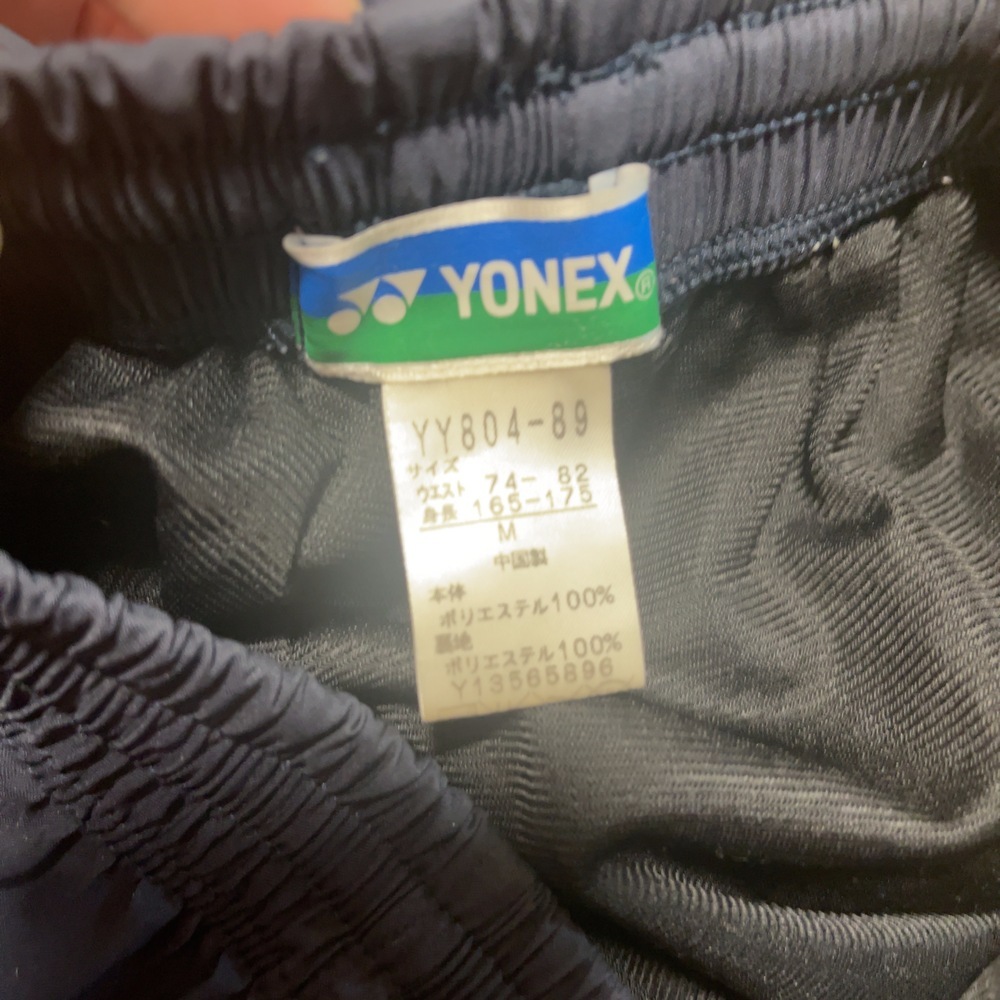 YONEX®
YY804-89
サイズ
ウエスト 74- 82
身長 165-175
M
中国製
本体
ポリエステル100%
裏地
ポリエステル100%
Y13565896